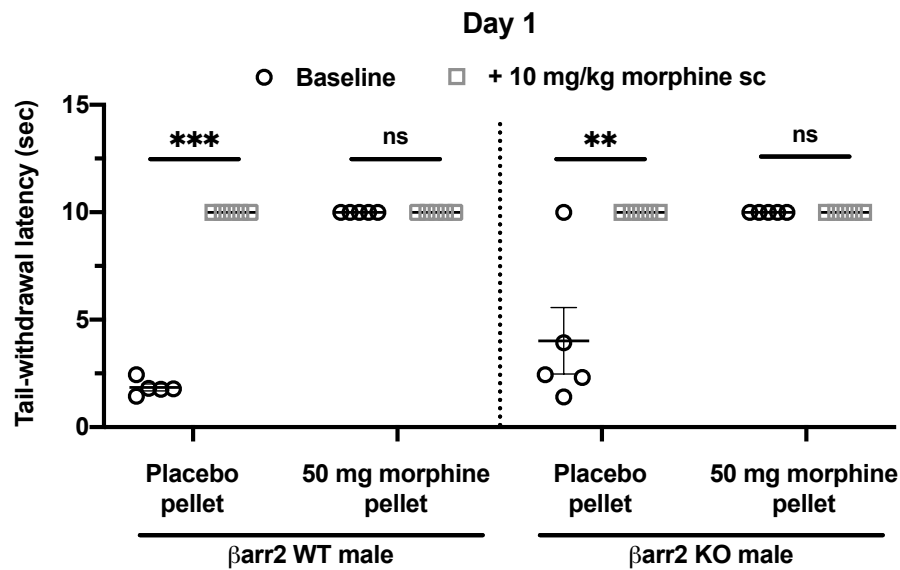 Day 1
Baseline
+ 10 mg/kg morphine sc
Tail-withdrawal latency (sec)
15
10
5
0
***
ns
**
ns
Placebo
pellet
50 mg morphine
pellet
Placebo
pellet
50 mg morphine
pellet
βarr2 WT male
βarr2 KO male